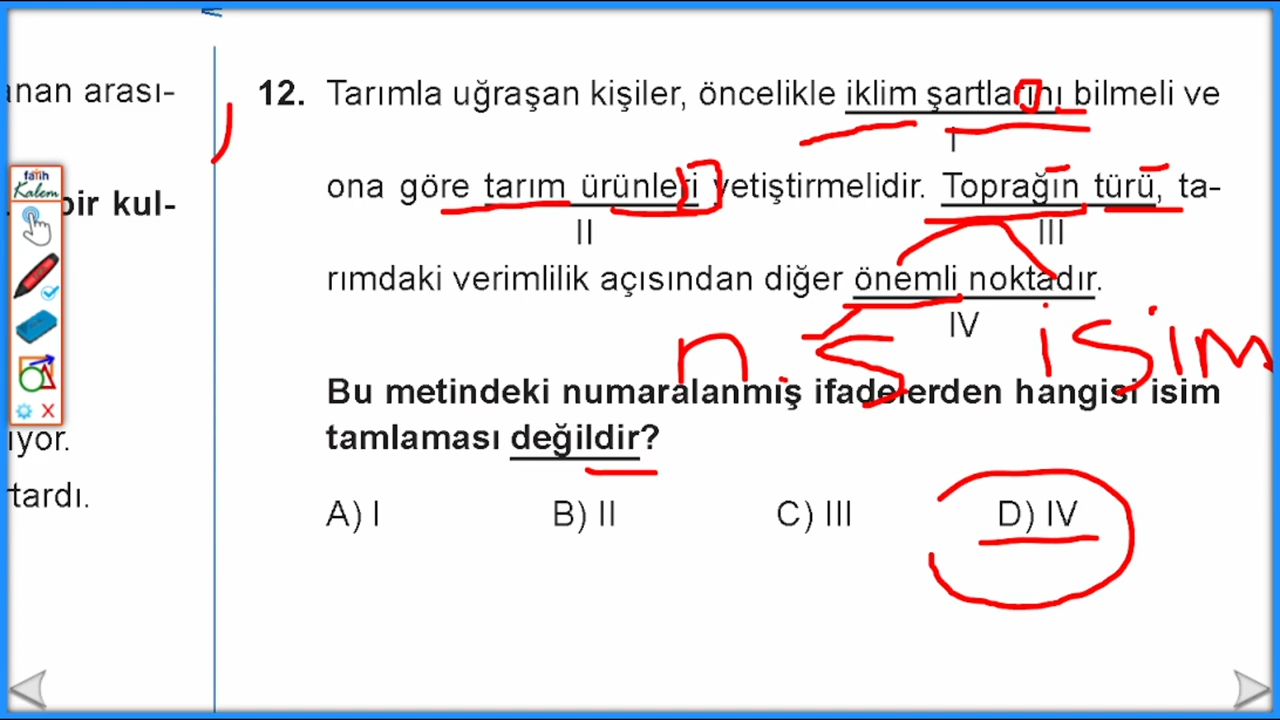 anan arası-
bir kul-
iyor.
tardı.
fatih
Kalem
12. Tarımla uğraşan kişiler, öncelikle iklim şartlarını bilmeli ve
I
ona göre tarım ürünleri yetiştirmelidir. Toprağın türü, ta-
II III
rımdaki verimlilik açısından diğer önemli noktadır.
IV
n.s isim
Bu metindeki numaralanmış ifadelerden hangisi isim
tamlaması değildir?
A) I B) II C) III D) IV